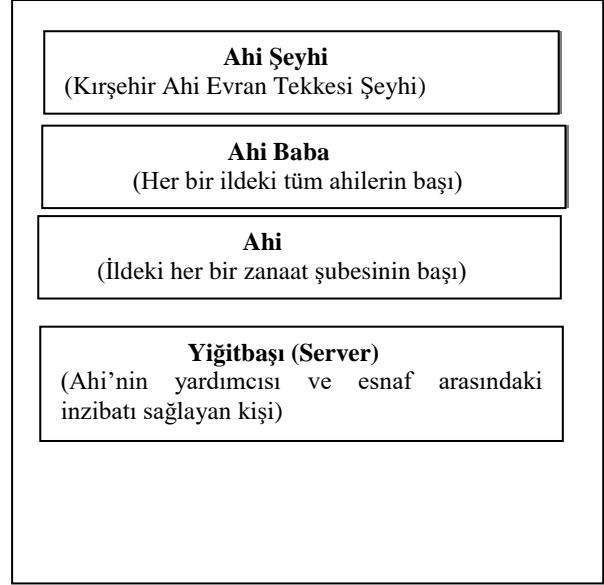 Ahi Şeyhi
(Kırşehir Ahi Evran Tekkesi Şeyhi)
Ahi Baba
(Her bir ildeki tüm ahilerin başı)
Ahi
(İldeki her bir zanaat şubesinin başı)
Yiğitbaşı (Server)
(Ahi’nin yardımcısı ve esnaf arasındaki
inzibatı sağlayan kişi)